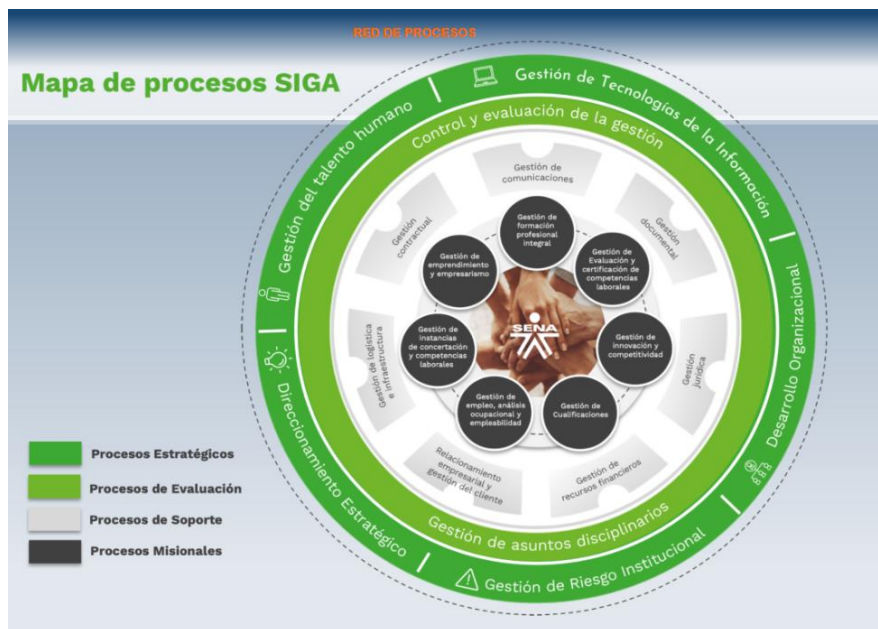 RED DE PROCESOS
Mapa de procesos SIGA
Gestión del talento humano
Gestión de Tecnologías de la Información
Desarrollo Organizacional
Gestión de Riesgo Institucional
Direccionamiento Estratégico
Control y evaluación de la gestión
Gestión de asuntos disciplinarios
Gestión de
comunicaciones
Gestión
documental
Gestión
jurídica
Gestión de
recursos financieros
Relacionamiento
empresarial y
gestión del cliente
Gestión de logística
e infraestructura
Gestión
contractual
Gestión de
formación
profesional
integral
Gestión de
Evaluación y
certificación de
competencias
laborales
Gestión de
innovación y
competitividad
Gestión de
Cualificaciones
Gestión de
empleo, análisis
ocupacional y
empleabilidad
Gestión de
instancias
de concertación
y competencias
laborales
Gestión de
emprendimiento
y empresarismo
SENA
Procesos Estratégicos
Procesos de Evaluación
Procesos de Soporte
Procesos Misionales